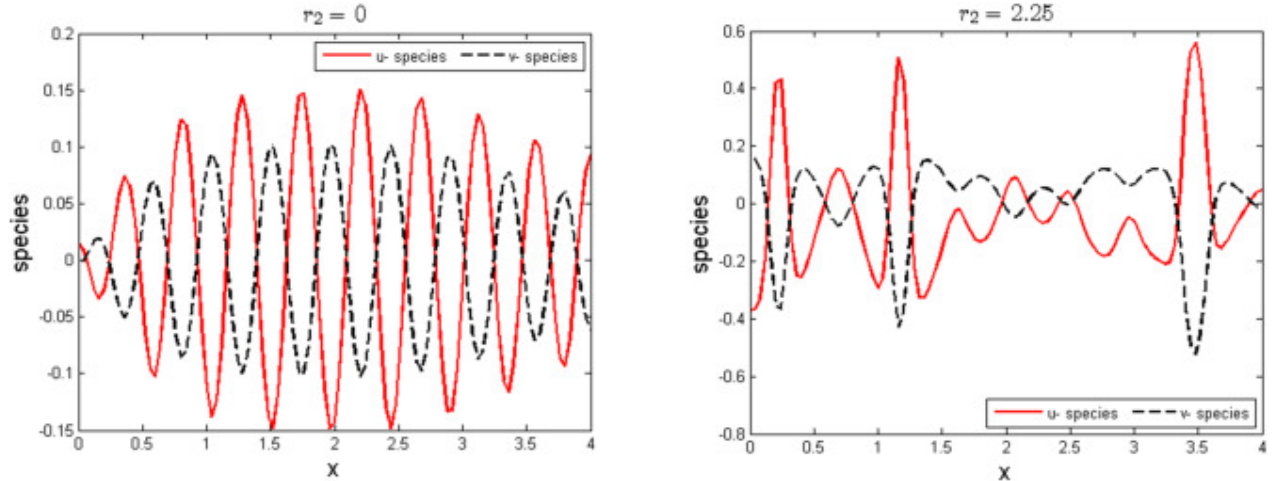 r₂ = 0
0.2
0.15
0.1
0.05
0
-0.05
-0.1
-0.15
species
u- species
v- species
0 0.5 1 1.5 2 2.5 3 3.5 4
x
r₂ = 2.25
0.6
0.4
0.2
0
-0.2
-0.4
-0.6
-0.8
species
u- species
v- species
0 0.5 1 1.5 2 2.5 3 3.5 4
x